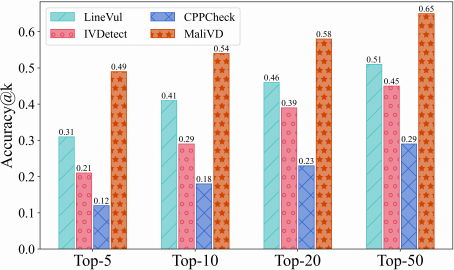 LineVul CPPCheck
IVDetect MaliVD
Accuracy@k
0.6
0.5
0.4
0.3
0.2
0.1
0.0
0.31 0.21 0.12 0.49
0.41 0.29 0.18 0.54
0.46 0.39 0.23 0.58
0.51 0.45 0.29 0.65
Top-5 Top-10 Top-20 Top-50